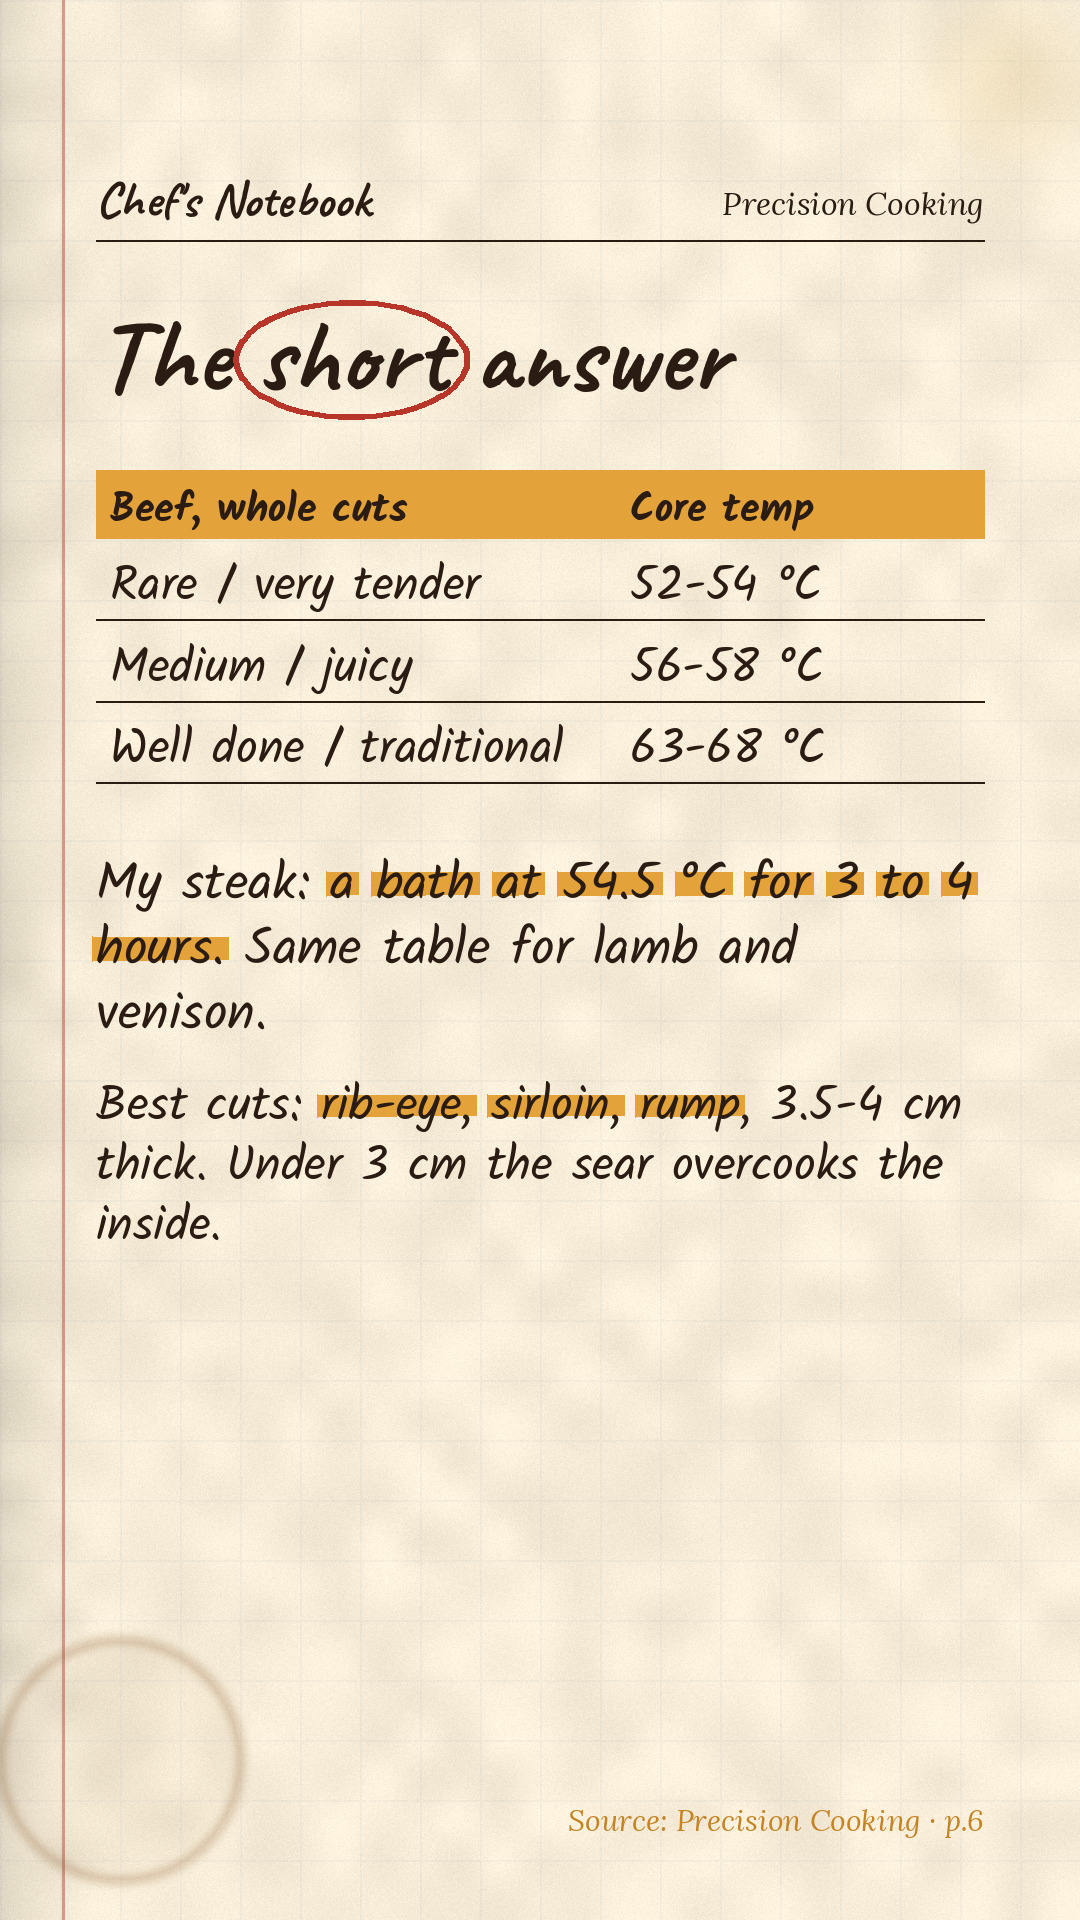 Chef's Notebook
Precision Cooking
The short answer
Beef, whole cuts Core temp
Rare / very tender 52-54 °C
Medium / juicy 56-58 °C
Well done / traditional 63-68 °C
My steak: a bath at 54.5 °C for 3 to 4
hours. Same table for lamb and
venison.
Best cuts: rib-eye, sirloin, rump, 3.5-4 cm
thick. Under 3 cm the sear overcooks the
inside.
Source: Precision Cooking · p.6